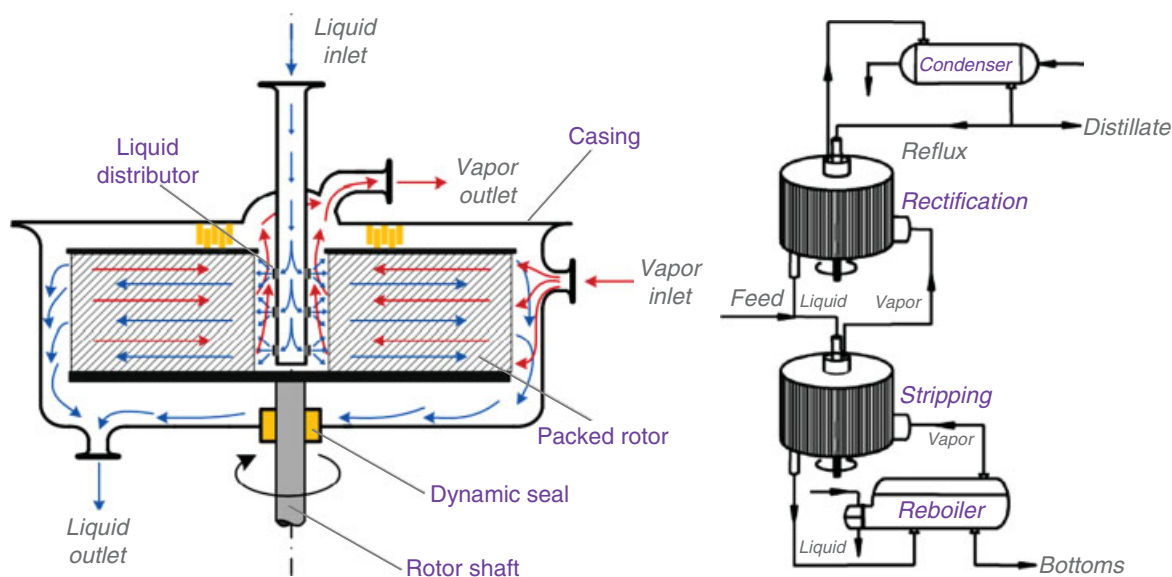 Liquid
inlet
Liquid
distributor
Vapor
outlet
Casing
Vapor
inlet
Packed rotor
Dynamic seal
Liquid
outlet
Rotor shaft
Condenser
Distillate
Reflux
Rectification
Feed
Liquid
Vapor
Stripping
Vapor
Reboiler
Liquid
Bottoms